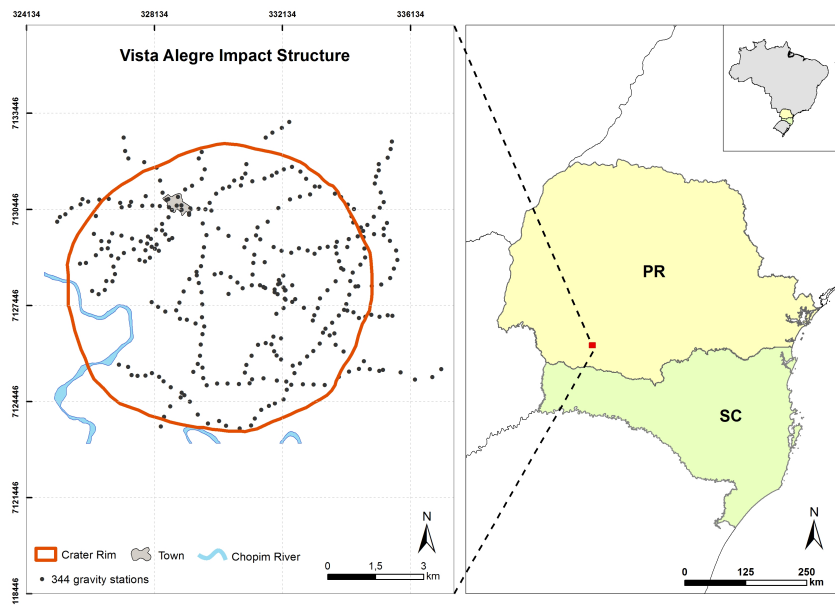 324134
328134
332134
336134
Vista Alegre Impact Structure
7133446
7130446
7127446
7124446
7121446
7118446
PR
SC
N
N
Crater Rim
Town
Chopim River
344 gravity stations
0
1,5
3
km
0
125
250
km